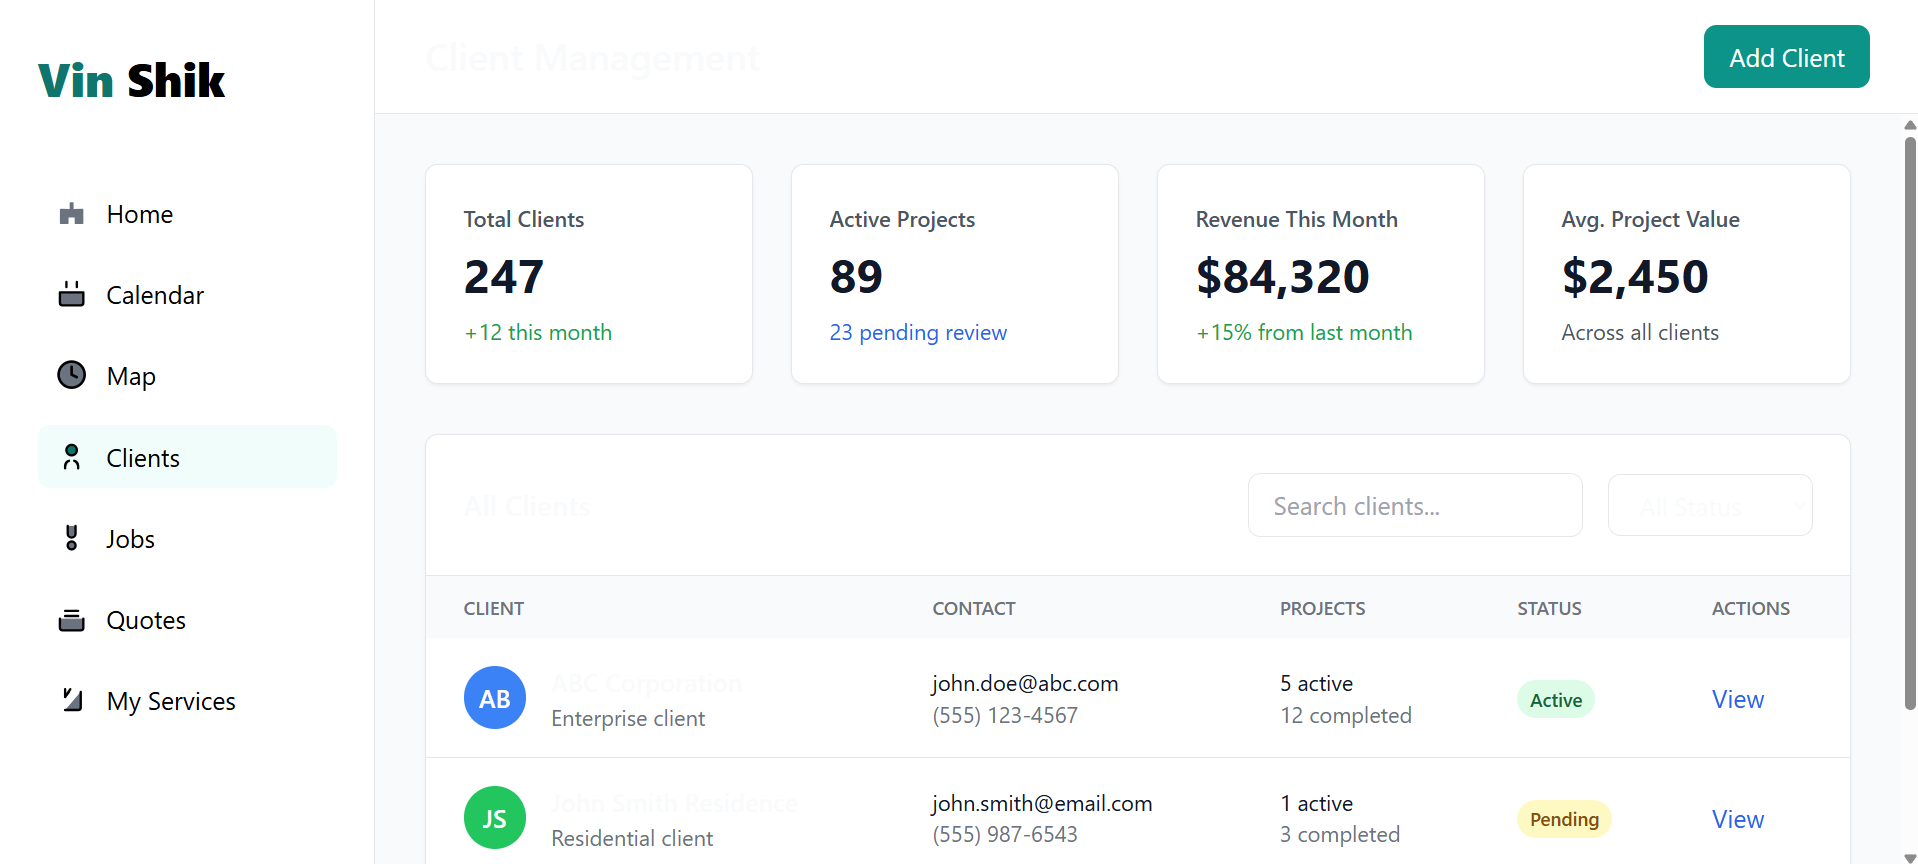 Vin Shik
Home
Calendar
Map
Clients
Jobs
Quotes
My Services
Client Management
Add Client
Total Clients
247
+12 this month
Active Projects
89
23 pending review
Revenue This Month
$84,320
+15% from last month
Avg. Project Value
$2,450
Across all clients
All Clients
Search clients...
All Status
CLIENT CONTACT PROJECTS STATUS ACTIONS
AB
ABC Corporation
Enterprise client
john.doe@abc.com
(555) 123-4567
5 active
12 completed
Active
View
JS
John Smith Residence
Residential client
john.smith@email.com
(555) 987-6543
1 active
3 completed
Pending
View